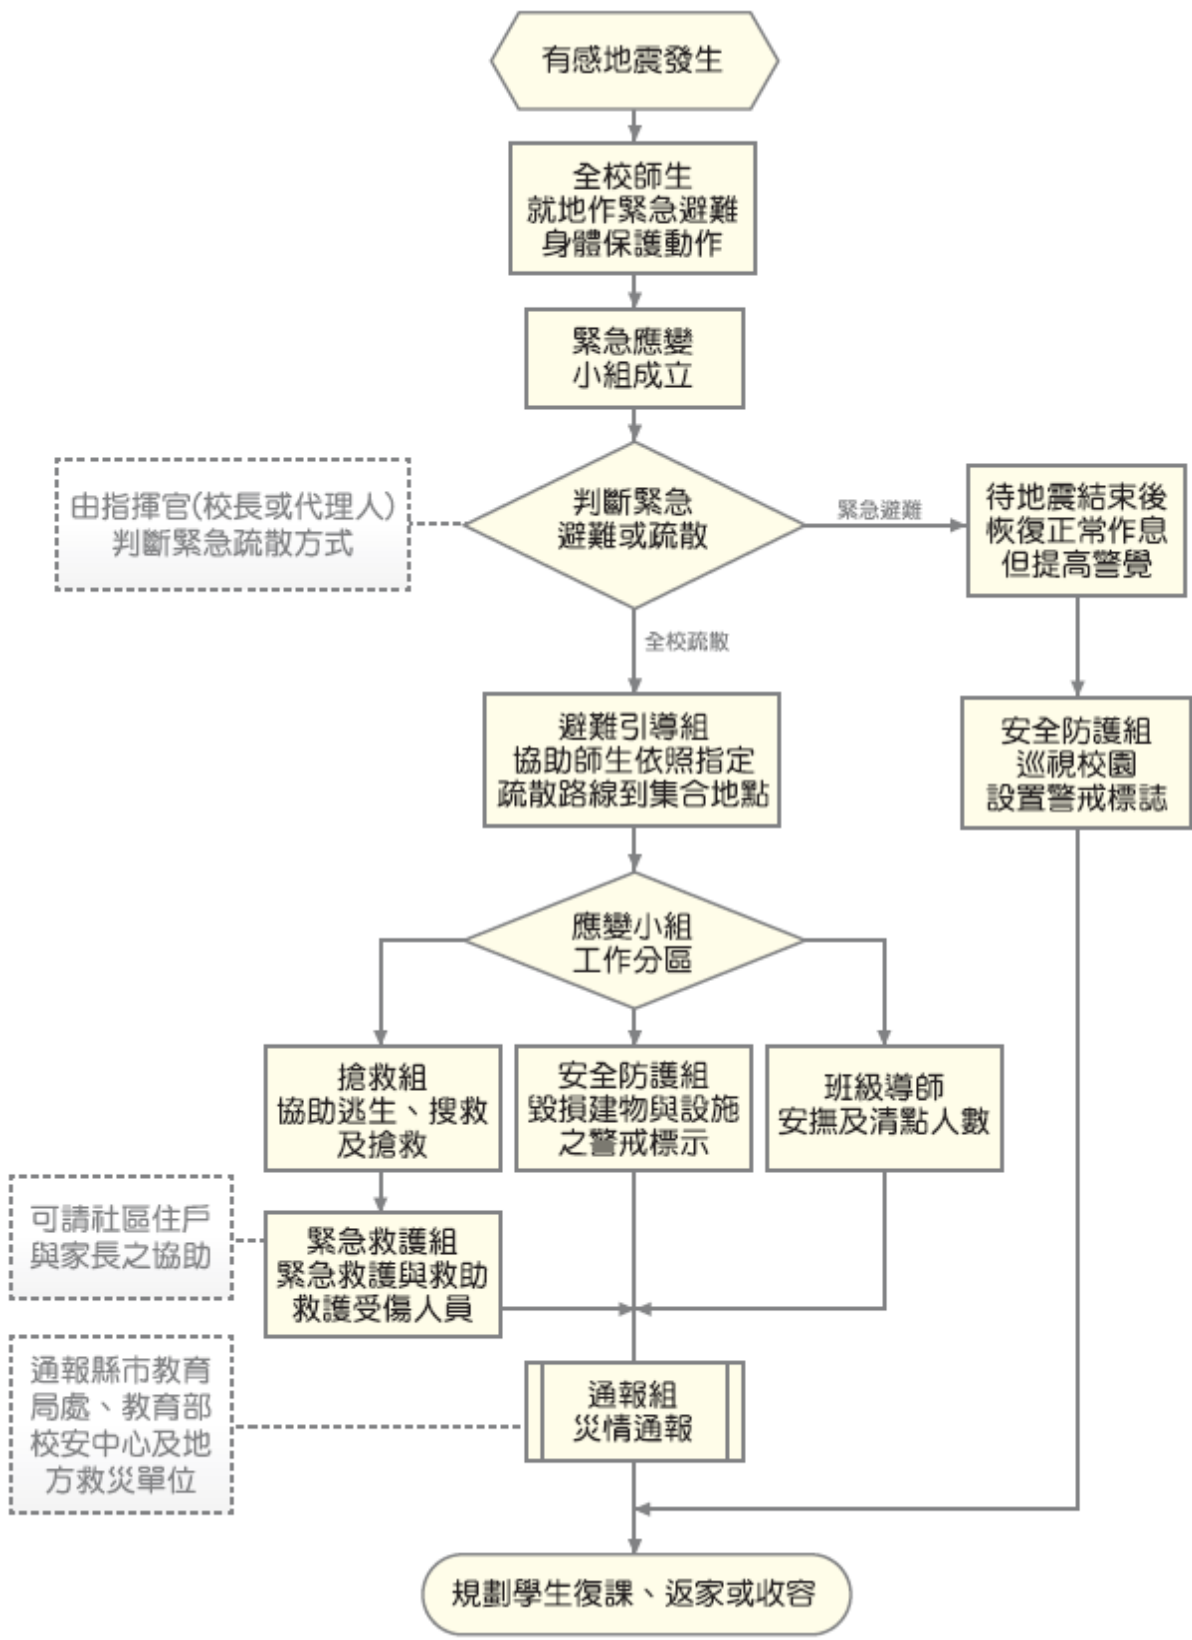 有感地震發生
全校師生
就地作緊急避難
身體保護動作
緊急應變
小組成立
由指揮官(校長或代理人)
判斷緊急疏散方式
判斷緊急
避難或疏散
緊急避難
待地震結束後
恢復正常作息
但提高警覺
全校疏散
避難引導組
協助師生依照指定
疏散路線到集合地點
安全防護組
巡視校園
設置警戒標誌
應變小組
工作分區
搶救組
協助逃生、搜救
及搶救
安全防護組
毀損建物與設施
之警戒標示
班級導師
安撫及清點人數
可請社區住戶
與家長之協助
緊急救護組
緊急救護與救助
救護受傷人員
通報縣市教育
局處、教育部
校安中心及地
方救災單位
通報組
災情通報
規劃學生復課、返家或收容